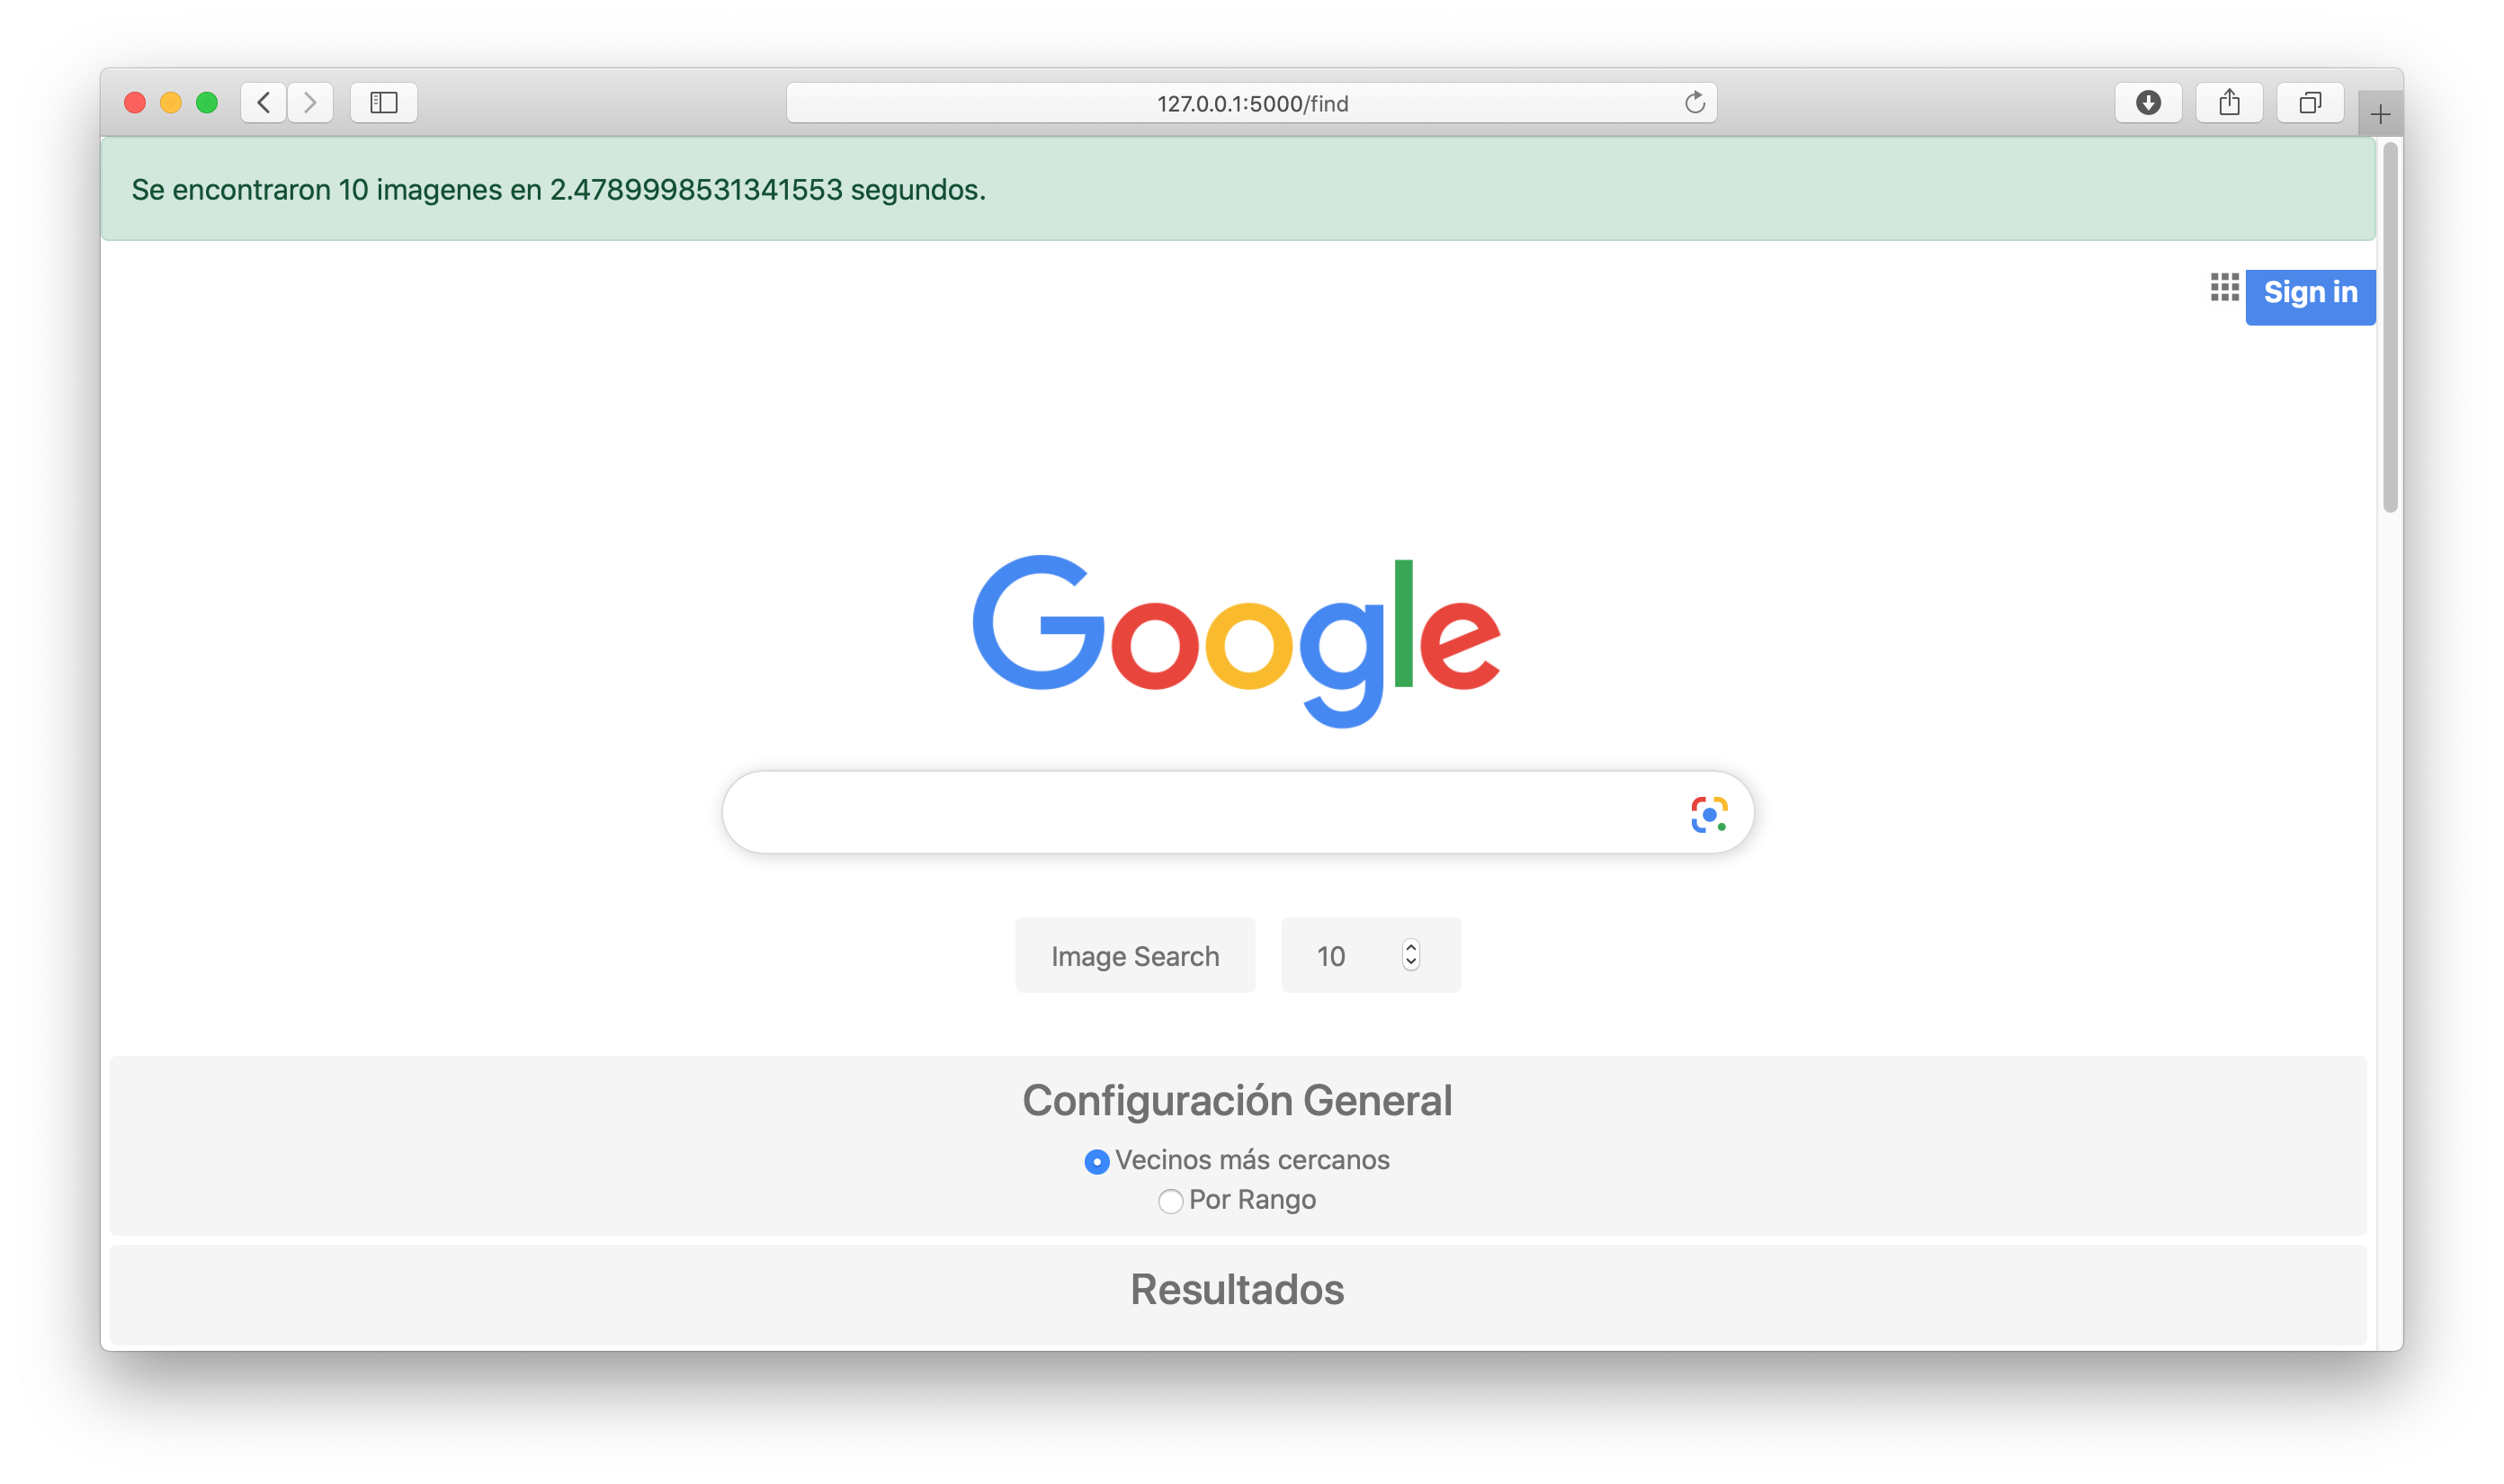 127.0.0.1:5000/find
Se encontraron 10 imagenes en 2.4789998531341553 segundos.
Sign in
Google
Image Search
10
Configuración General
Vecinos más cercanos
Por Rango
Resultados